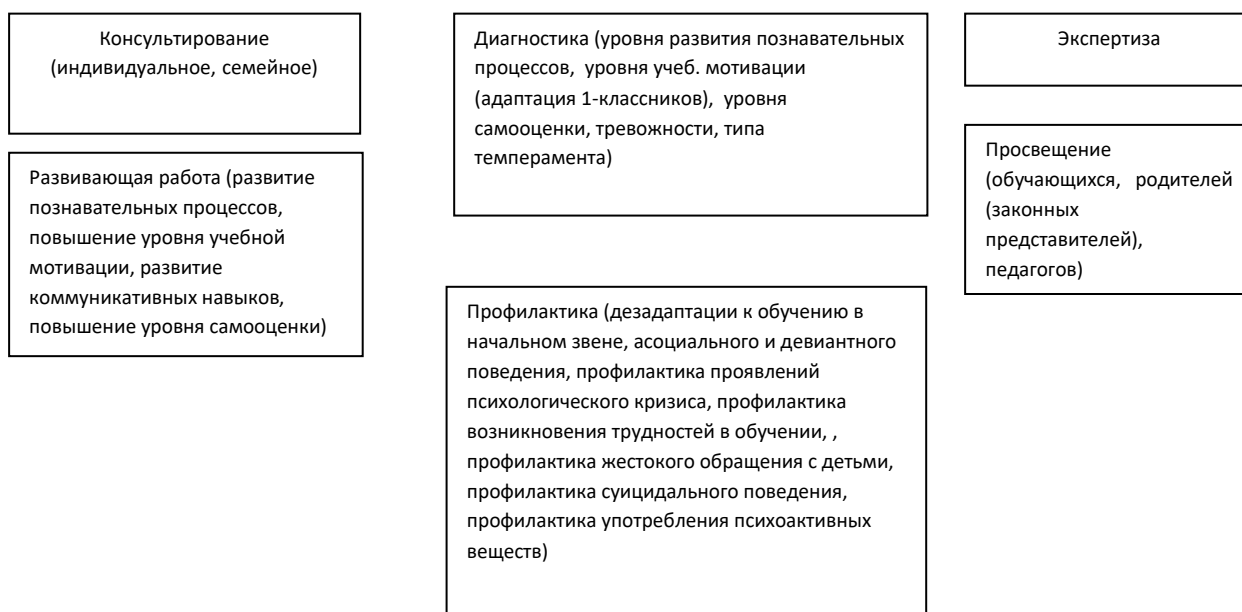 Консультирование
(индивидуальное, семейное)
Развивающая работа (развитие
познавательных процессов,
повышение уровня учебной
мотивации, развитие
коммуникативных навыков,
повышение уровня самооценки)
Диагностика (уровня развития познавательных
процессов, уровня учеб. мотивации
(адаптация 1-классников), уровня
самооценки, тревожности, типа
темперамента)
Профилактика (дезадаптации к обучению в
начальном звене, асоциального и девиантного
поведения, профилактика проявлений
психологического кризиса, профилактика
возникновения трудностей в обучении, ,
профилактика жестокого обращения с детьми,
профилактика суицидального поведения,
профилактика употребления психоактивных
веществ)
Экспертиза
Просвещение
(обучающихся, родителей
(законных
представителей),
педагогов)